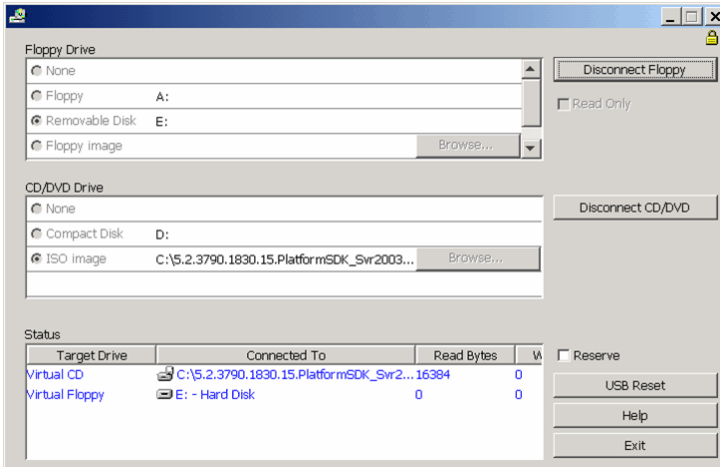 Floppy Drive
None
Disconnect Floppy
Floppy A:
Read Only
Removable Disk E:
Floppy image Browse...
CD/DVD Drive
None
Disconnect CD/DVD
Compact Disk D:
ISO image C:\5.2.3790.1830.15.PlatformSDK_Svr2003... Browse...
Status
Target Drive Connected To Read Bytes W
Reserve
Virtual CD C:\5.2.3790.1830.15.PlatformSDK_Svr2... 16384 0
USB Reset
Virtual Floppy E: - Hard Disk 0 0
Help
Exit